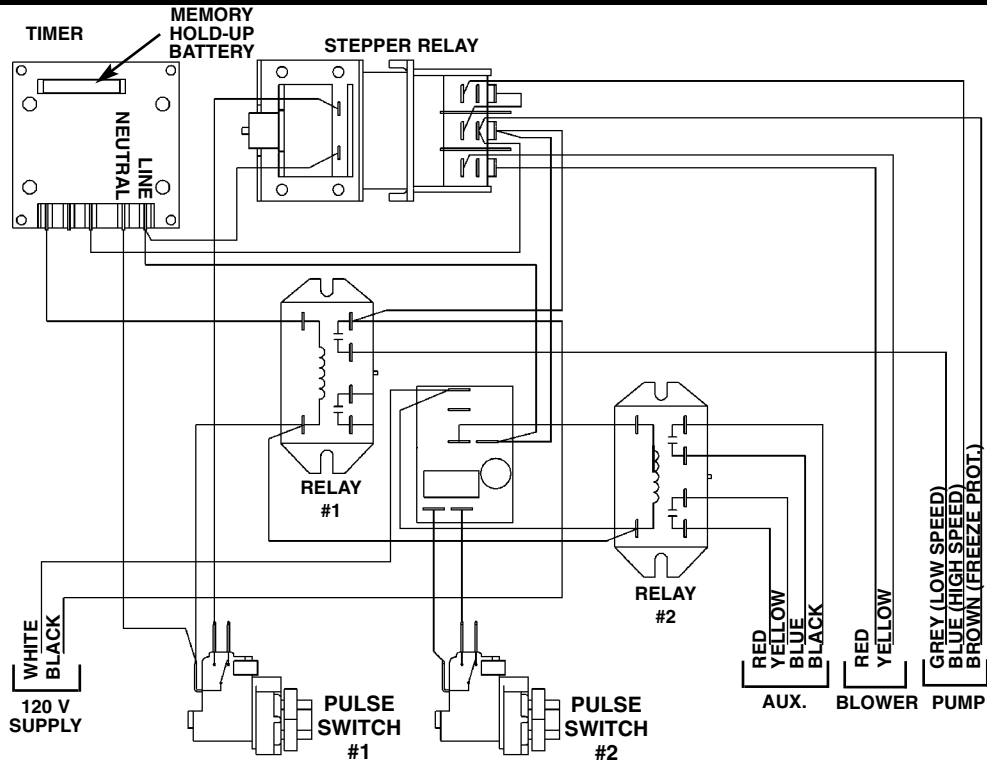 MEMORY
HOLD-UP
BATTERY
TIMER
STEPPER RELAY
NEUTRAL
LINE
RELAY
#1
RELAY
#2
WHITE
BLACK
120 V
SUPPLY
PULSE
SWITCH
#1
PULSE
SWITCH
#2
RED
YELLOW
BLUE
BLACK
AUX.
RED
YELLOW
BLOWER
GREY (LOW SPEED)
BLUE (HIGH SPEED)
BROWN (FREEZE PROT.)
PUMP